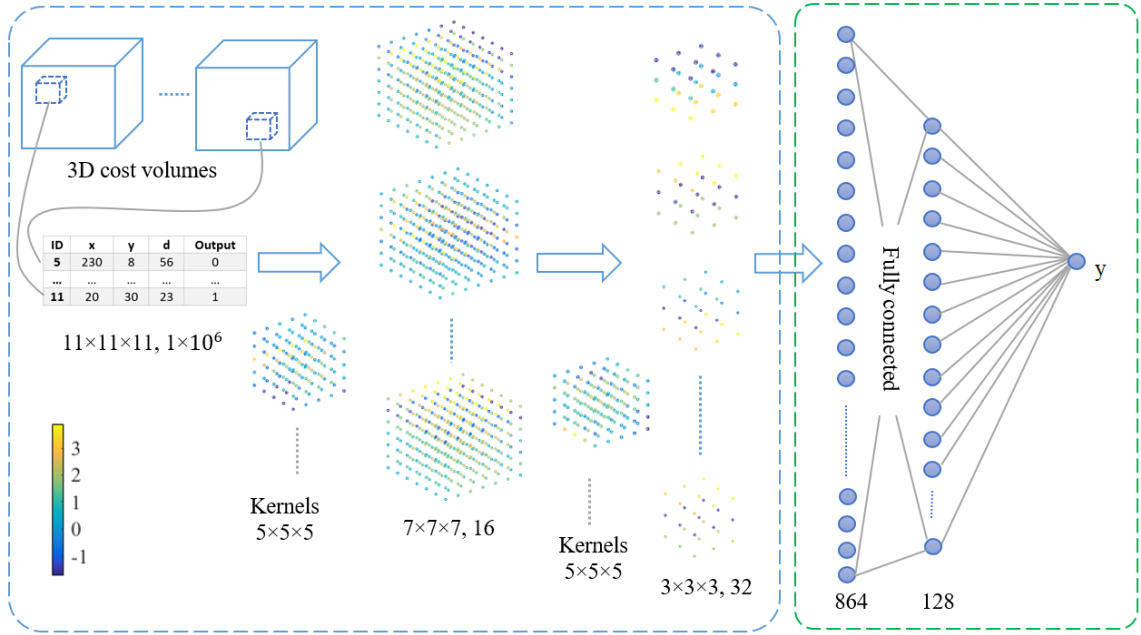 3D cost volumes
ID x y d Output
5 230 8 56 0
... ... ... ... ...
11 20 30 23 1
11×11×11, 1×10⁶
3
2
1
0
-1
Kernels
5×5×5
7×7×7, 16
Kernels
5×5×5
3×3×3, 32
Fully connected
y
864
128